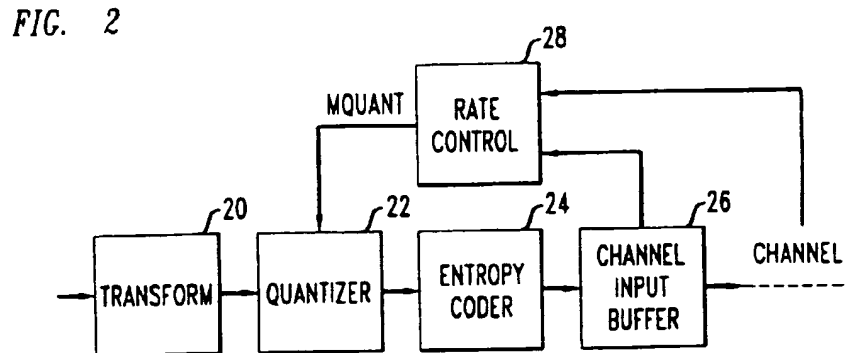 FIG. 2
28
MQUANT
RATE
CONTROL
20
22
24
26
TRANSFORM
QUANTIZER
ENTROPY
CODER
CHANNEL
INPUT
BUFFER
CHANNEL